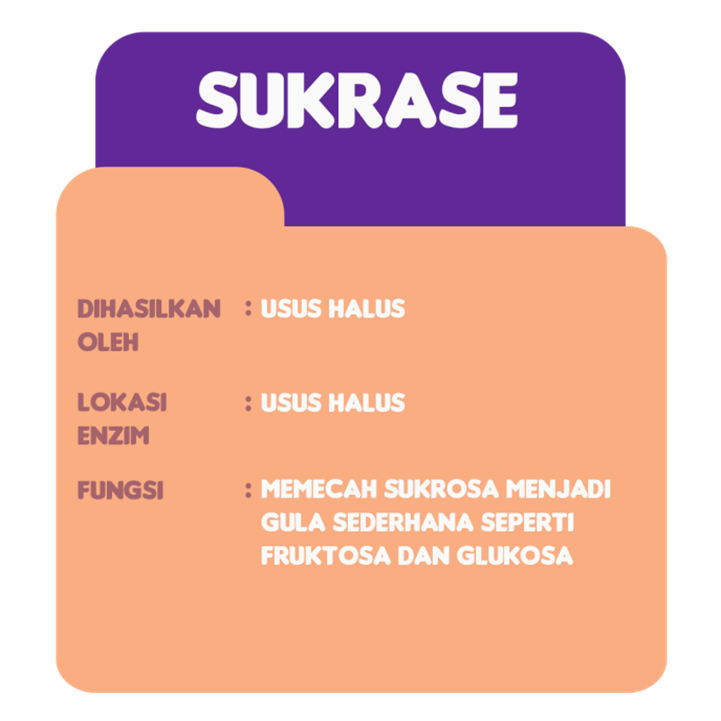 SUKRASE
DIHASILKAN : USUS HALUS
OLEH
LOKASI : USUS HALUS
ENZIM
FUNGSI : MEMECAH SUKROSA MENJADI
GULA SEDERHANA SEPERTI
FRUKTOSA DAN GLUKOSA